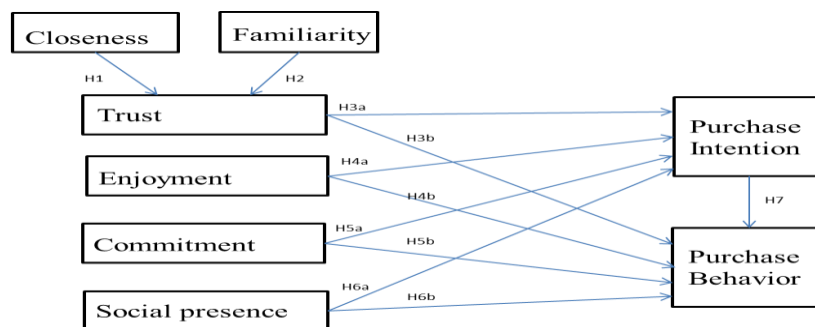 Closeness
Familiarity
H1
H2
Trust
H3a
H3b
Purchase
Intention
Enjoyment
H4a
H4b
H7
Commitment
H5a
H5b
Purchase
Behavior
Social presence
H6a
H6b